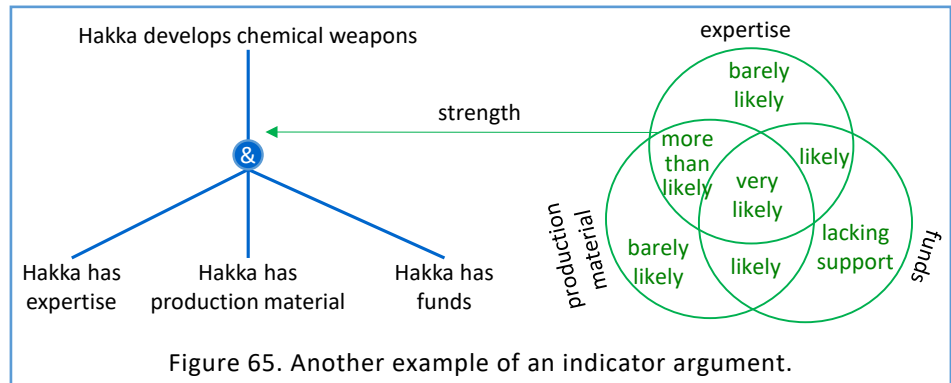 Hakka develops chemical weapons
&
Hakka has
expertise
Hakka has
production material
Hakka has
funds
strength
expertise
barely
likely
more
than
likely
likely
very
likely
production
material
barely
likely
likely
lacking
support
funds
Figure 65. Another example of an indicator argument.